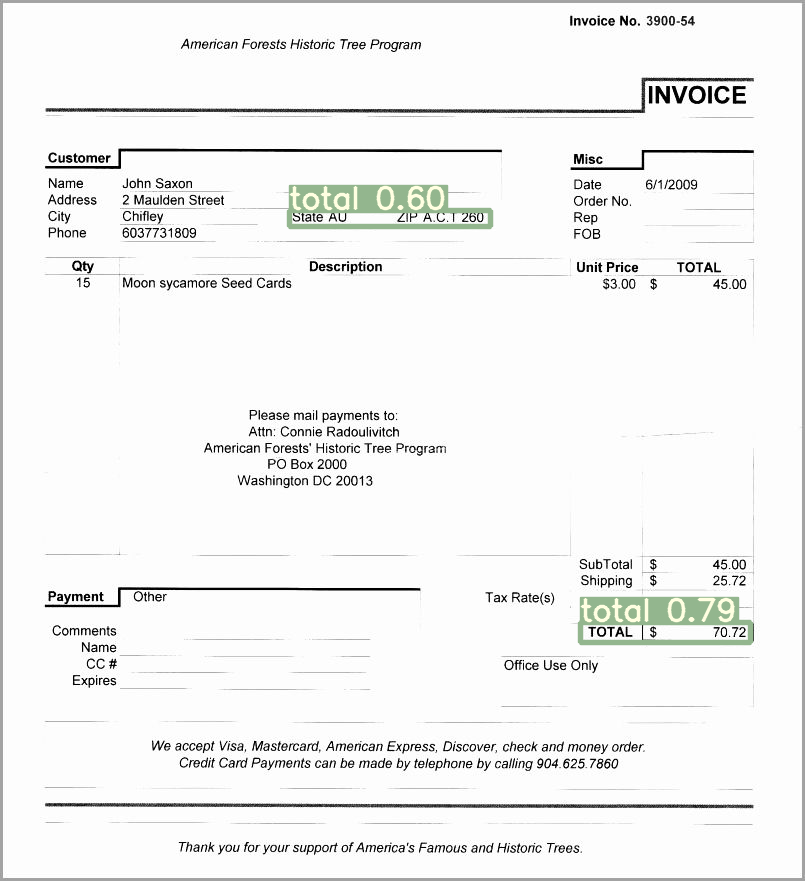 Invoice No. 3900-54
American Forests Historic Tree Program
INVOICE
Customer
Name John Saxon
Address 2 Maulden Street
City Chifley State AU ZIP A.C.T 260
Phone 6037731809
total 0.60
Misc
Date 6/1/2009
Order No.
Rep
FOB
Qty Description Unit Price TOTAL
15 Moon sycamore Seed Cards $3.00 $ 45.00
Please mail payments to:
Attn: Connie Radoulivitch
American Forests' Historic Tree Program
PO Box 2000
Washington DC 20013
SubTotal $ 45.00
Shipping $ 25.72
Payment Other
Tax Rate(s)
total 0.79
TOTAL $ 70.72
Comments
Name
CC #
Expires
Office Use Only
We accept Visa, Mastercard, American Express, Discover, check and money order.
Credit Card Payments can be made by telephone by calling 904.625.7860
Thank you for your support of America's Famous and Historic Trees.